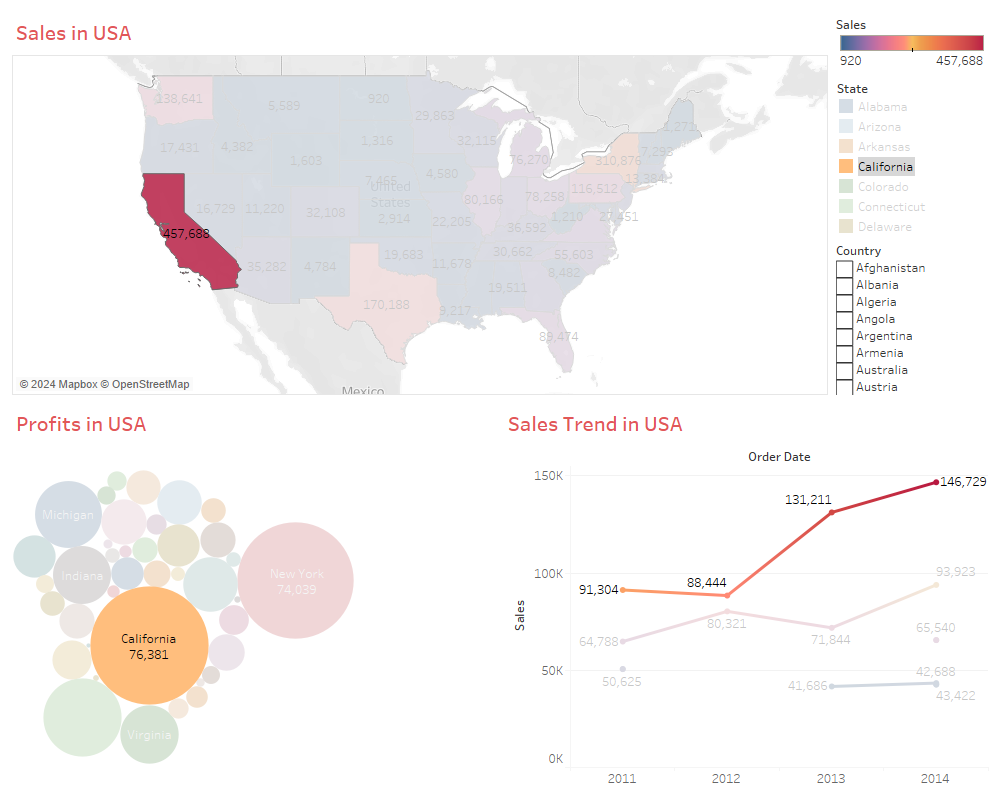 Sales in USA
Sales
920
457,688
State
Alabama
Arizona
Arkansas
California
Colorado
Connecticut
Delaware
Country
Afghanistan
Albania
Algeria
Angola
Argentina
Armenia
Australia
Austria
138,641
5,589
920
29,863
1,271
17,431
4,382
1,316
32,115
76,270
310,876
7,293
1,603
7,465
4,580
United
States
116,512
13,384
16,729
11,220
32,108
2,914
80,166
78,258
1,210
27,451
22,205
36,592
457,688
35,282
4,784
19,683
11,678
30,662
55,603
8,482
170,188
9,217
19,511
89,474
© 2024 Mapbox © OpenStreetMap
Mexico
Profits in USA
Michigan
Indiana
New York
74,039
California
76,381
Virginia
Sales Trend in USA
Order Date
Sales
150K
100K
50K
0K
91,304
88,444
131,211
146,729
64,788
80,321
71,844
93,923
65,540
50,625
41,686
42,688
43,422
2011
2012
2013
2014